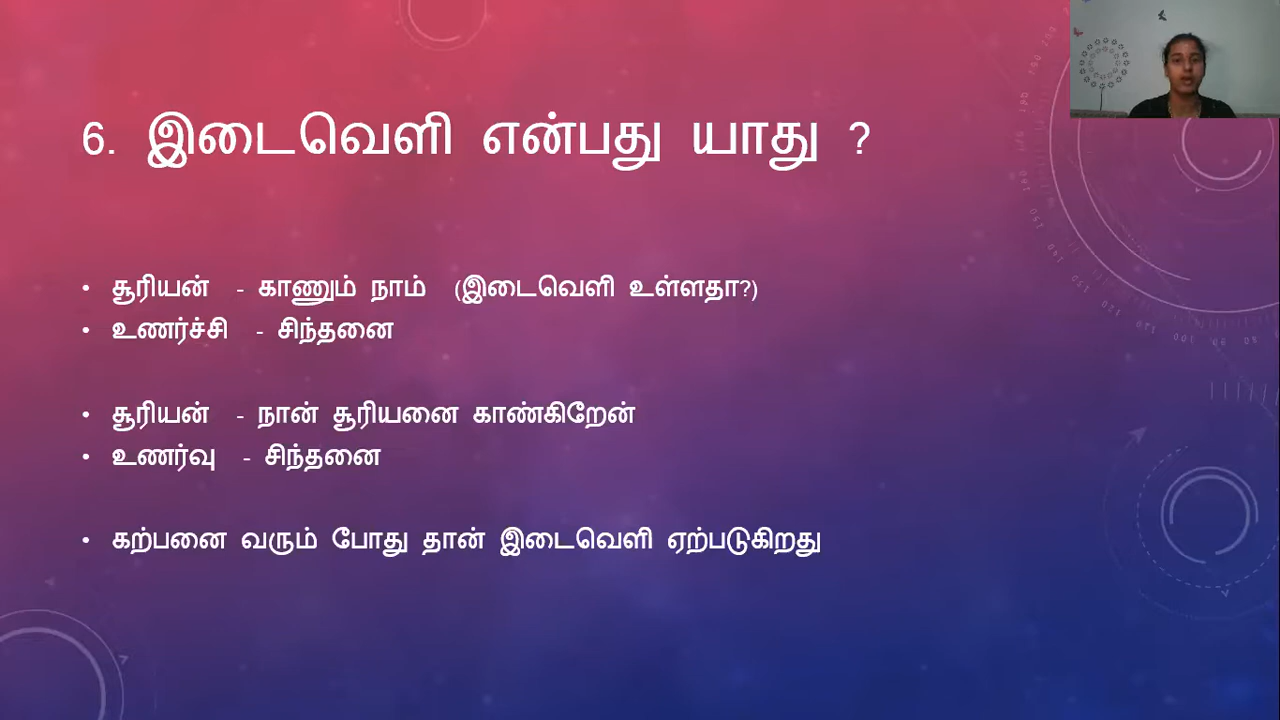 6. இடைவெளி என்பது யாது ?
• சூரியன் - காணும் நாம் (இடைவெளி உள்ளதா?)
• உணர்ச்சி - சிந்தனை
• சூரியன் - நான் சூரியனை காண்கிறேன்
• உணர்வு - சிந்தனை
• கற்பனை வரும் போது தான் இடைவெளி ஏற்படுகிறது